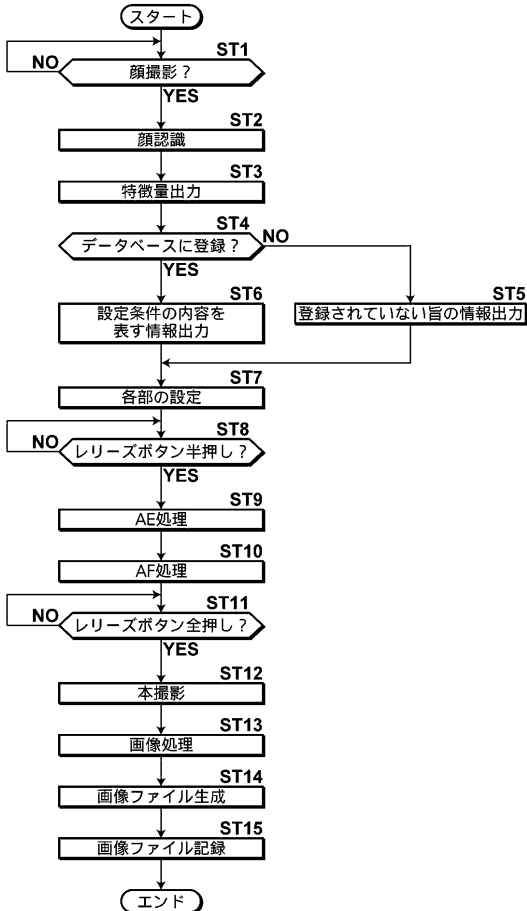 スタート
ST1
顔撮影？
NO
YES
ST2
顔認識
ST3
特徴量出力
ST4
データベースに登録？
NO
YES
ST5
登録されていない旨の情報出力
ST6
設定条件の内容を
表す情報出力
ST7
各部の設定
ST8
レリーズボタン半押し？
NO
YES
ST9
AE処理
ST10
AF処理
ST11
レリーズボタン全押し？
NO
YES
ST12
本撮影
ST13
画像処理
ST14
画像ファイル生成
ST15
画像ファイル記録
エンド